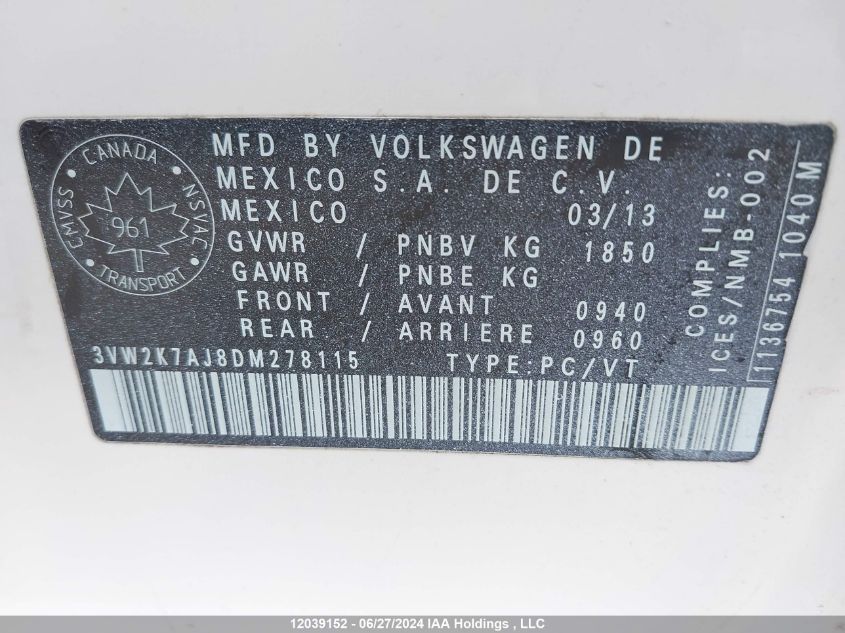 CANADA
CMVSS
NSVAC
961
TRANSPORT
MFD BY VOLKSWAGEN DE
MEXICO S.A. DE C.V.
MEXICO 03/13
GVWR / PNBV KG 1850
GAWR / PNBE KG
FRONT / AVANT 0940
REAR / ARRIERE 0960
3VW2K7AJ8DM278115 TYPE:PC/VT
COMPLIES:
ICES/NMB-002
1136754 1040 M
12039152 - 06/27/2024 IAA Holdings , LLC